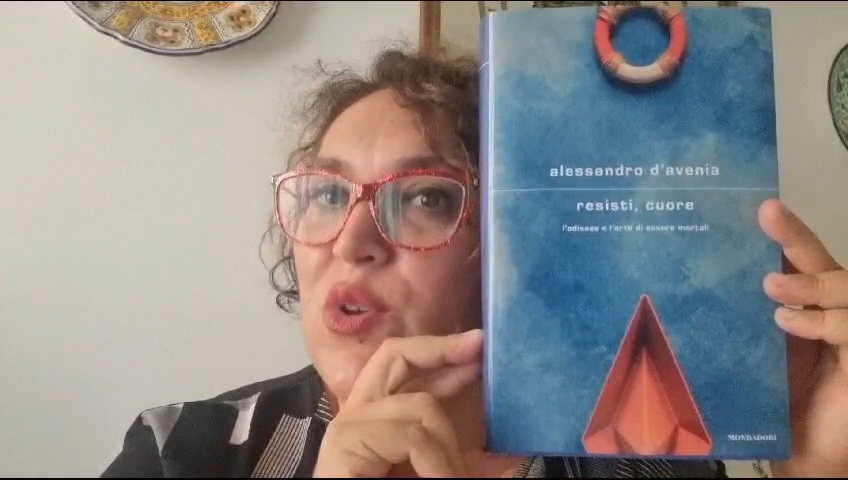 alessandro d'avenia
resisti, cuore
l'odissea e l'arte di essere mortali
MONDADORI